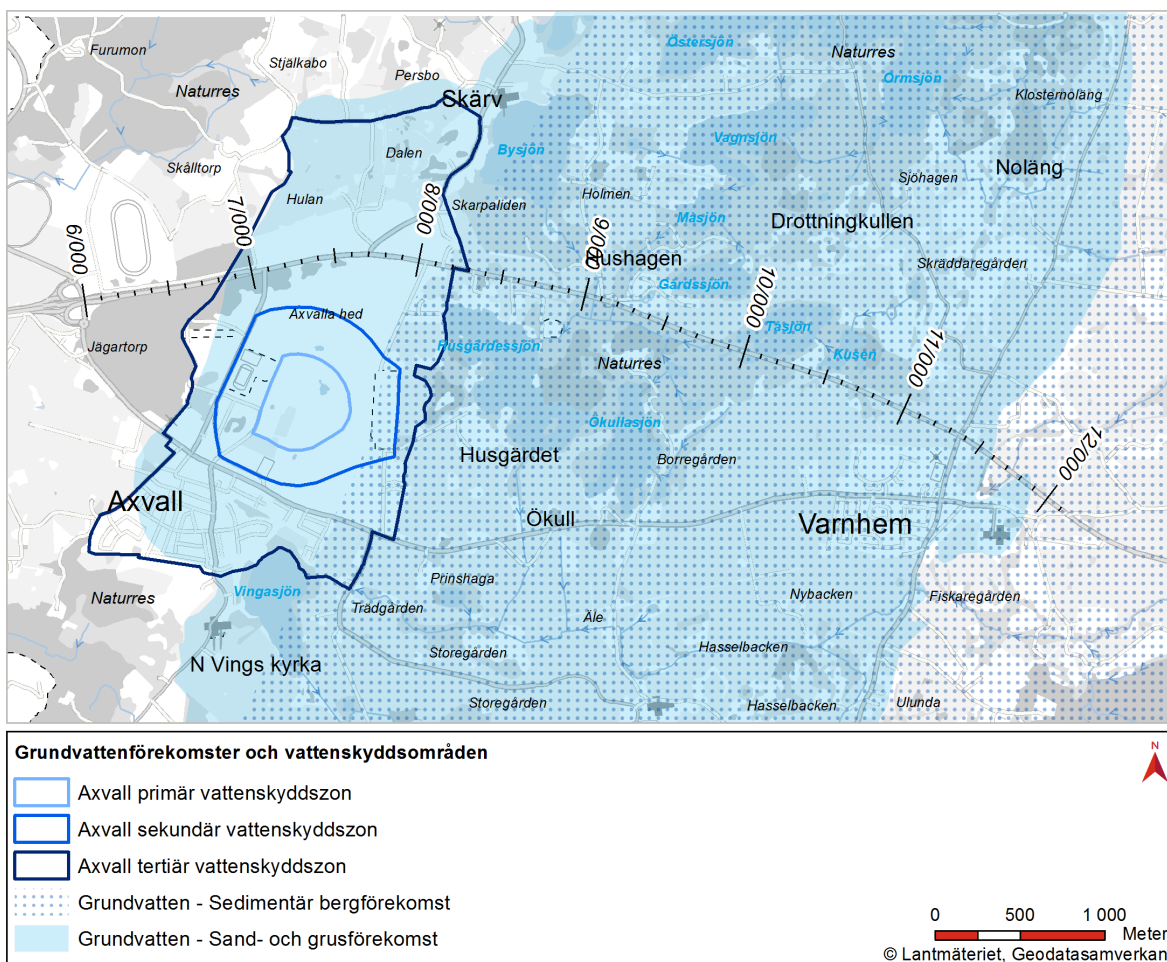 Furumon
Stjälkabo
Naturres
Persbo
Skärv
Östersjön
Naturres
Ormsjön
Klosternoläng
Skålltorp
Dalen
Bysjön
Vagnsjön
Noläng
Sjöhagen
Hulan
Skarpaliden
Holmen
Måsjön
Drottningkullen
6/000
7/000
8/000
9/000
Hushagen
Skräddaregården
Gårdssjön
10/000
Axvalla hed
Tåsjön
Jägartorp
Husgärdessjön
Kusen
11/000
Naturres
Ökullasjön
Husgärdet
Borregården
12/000
Axvall
Ökull
Varnhem
Prinshaga
Naturres
Vingasjön
Trädgården
Äle
Nybacken
Fiskaregården
Storegården
Hasselbacken
N Vings kyrka
Storegården
Hasselbacken
Ulunda
Grundvattenförekomster och vattenskyddsområden
N
Axvall primär vattenskyddszon
Axvall sekundär vattenskyddszon
Axvall tertiär vattenskyddszon
Grundvatten - Sedimentär bergförekomst
Grundvatten - Sand- och grusförekomst
0 500 1 000
Meter
© Lantmäteriet, Geodatasamverkan